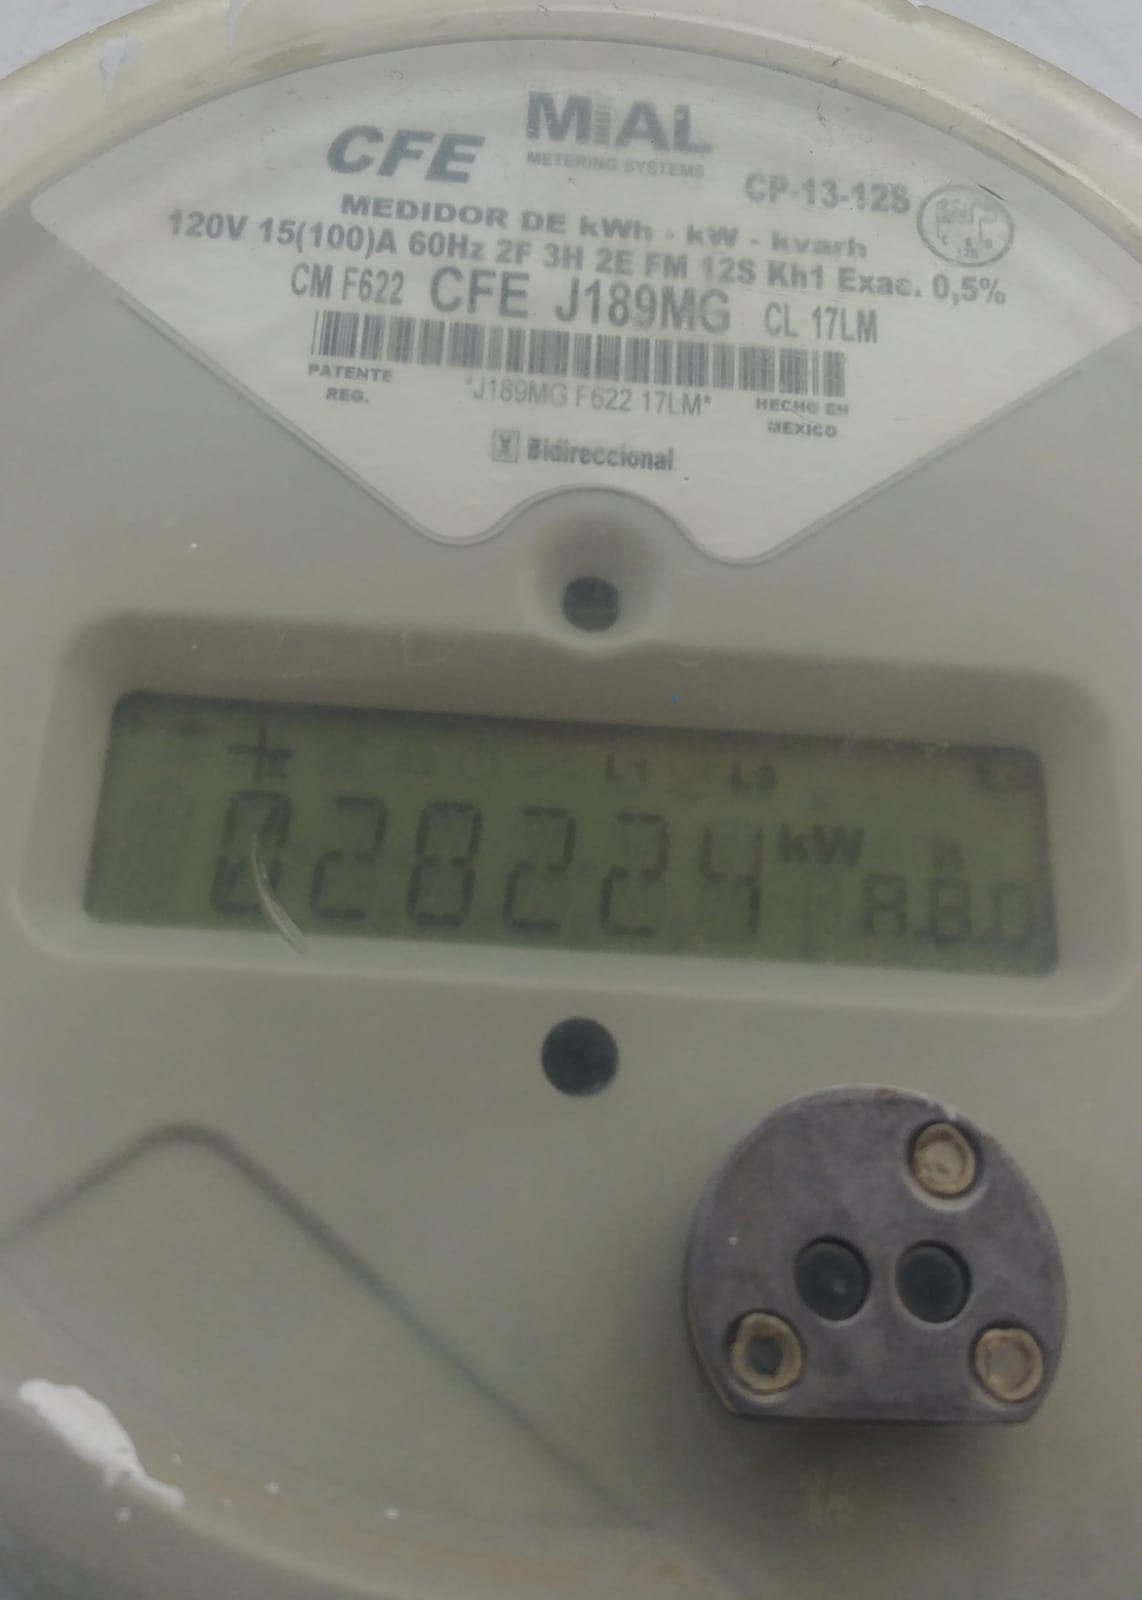 MIAL
CFE
METERING SYSTEMS
CP-13-12S
MEDIDOR DE kWh - kW - kvarh
120V 15(100)A 60Hz 2F 3H 2E FM 12S Kh1 Exac. 0,5%
CM F622 CFE J189MG CL 17LM
PATENTE REG.
*J189MG F622 17LM*
HECHO EN MEXICO
Bidireccional
L1 L3
028224 kW h